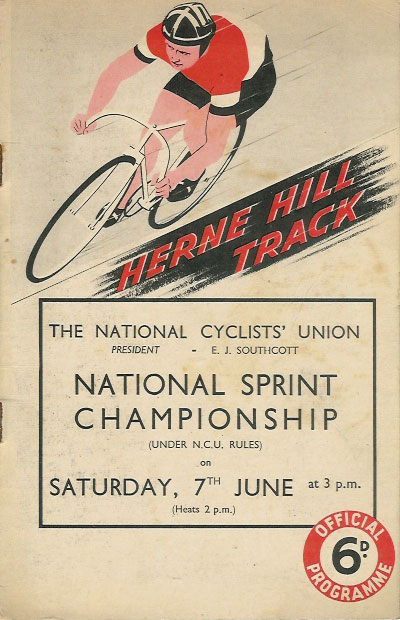 HERNE HILL
TRACK
THE NATIONAL CYCLISTS' UNION
PRESIDENT - E. J. SOUTHCOTT
NATIONAL SPRINT
CHAMPIONSHIP
(UNDER N.C.U. RULES)
on
SATURDAY, 7TH JUNE at 3 p.m.
(Heats 2 p.m.)
OFFICIAL
6D.
PROGRAMME